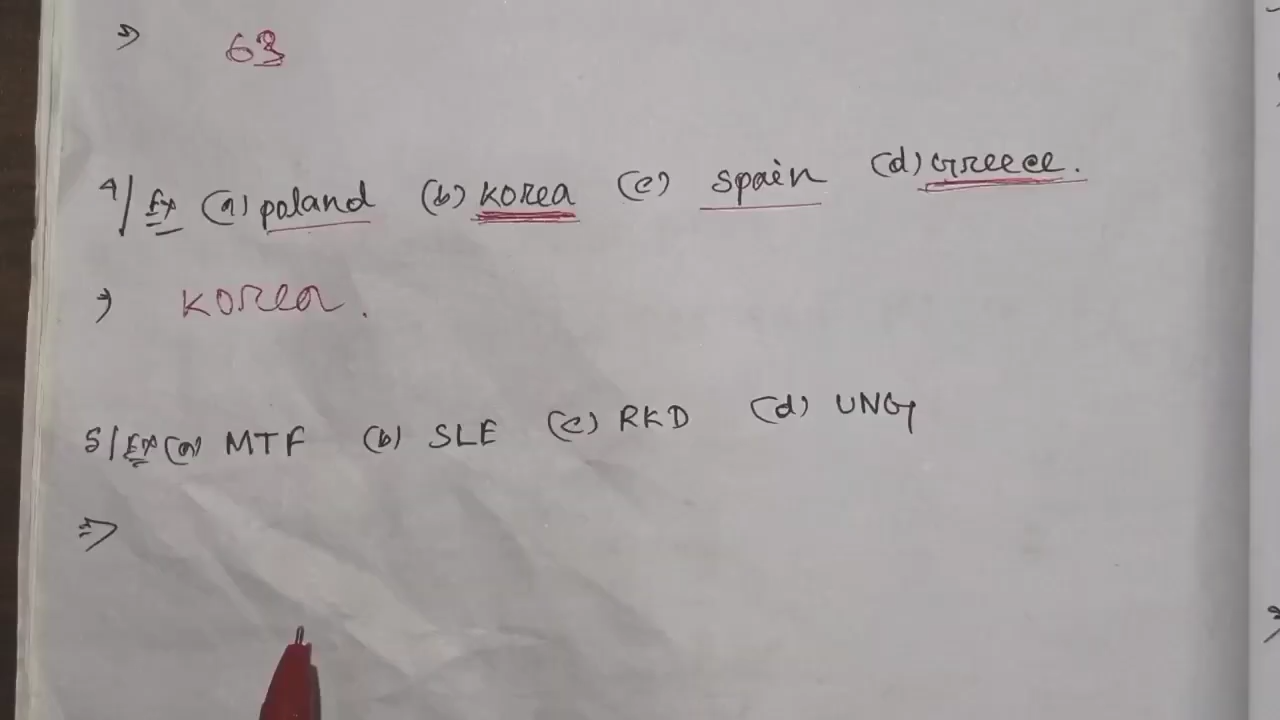 ⇒ 63
4/ Ex (a) poland (b) korea (c) spain (d) Greece.
⇒ korea.
5/ Ex (a) MTF (b) SLE (c) RKD (d) UNG
⇒